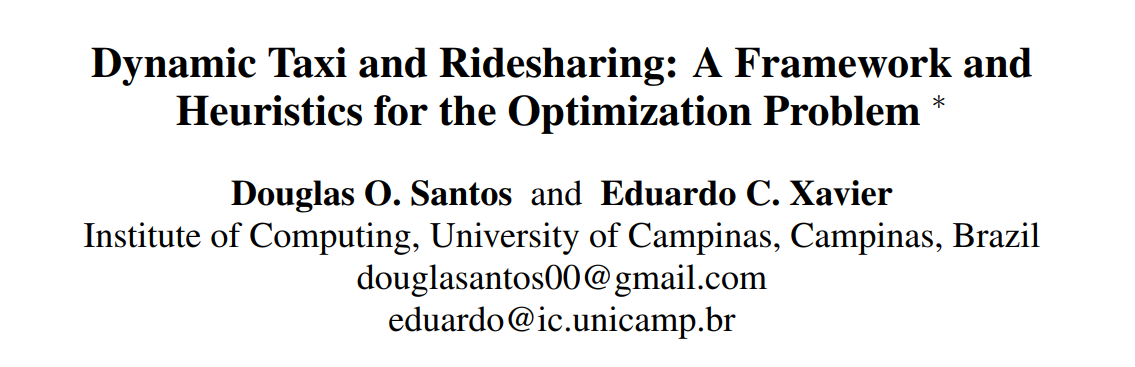 Dynamic Taxi and Ridesharing: A Framework and
Heuristics for the Optimization Problem *
Douglas O. Santos and Eduardo C. Xavier
Institute of Computing, University of Campinas, Campinas, Brazil
douglasantos00@gmail.com
eduardo@ic.unicamp.br